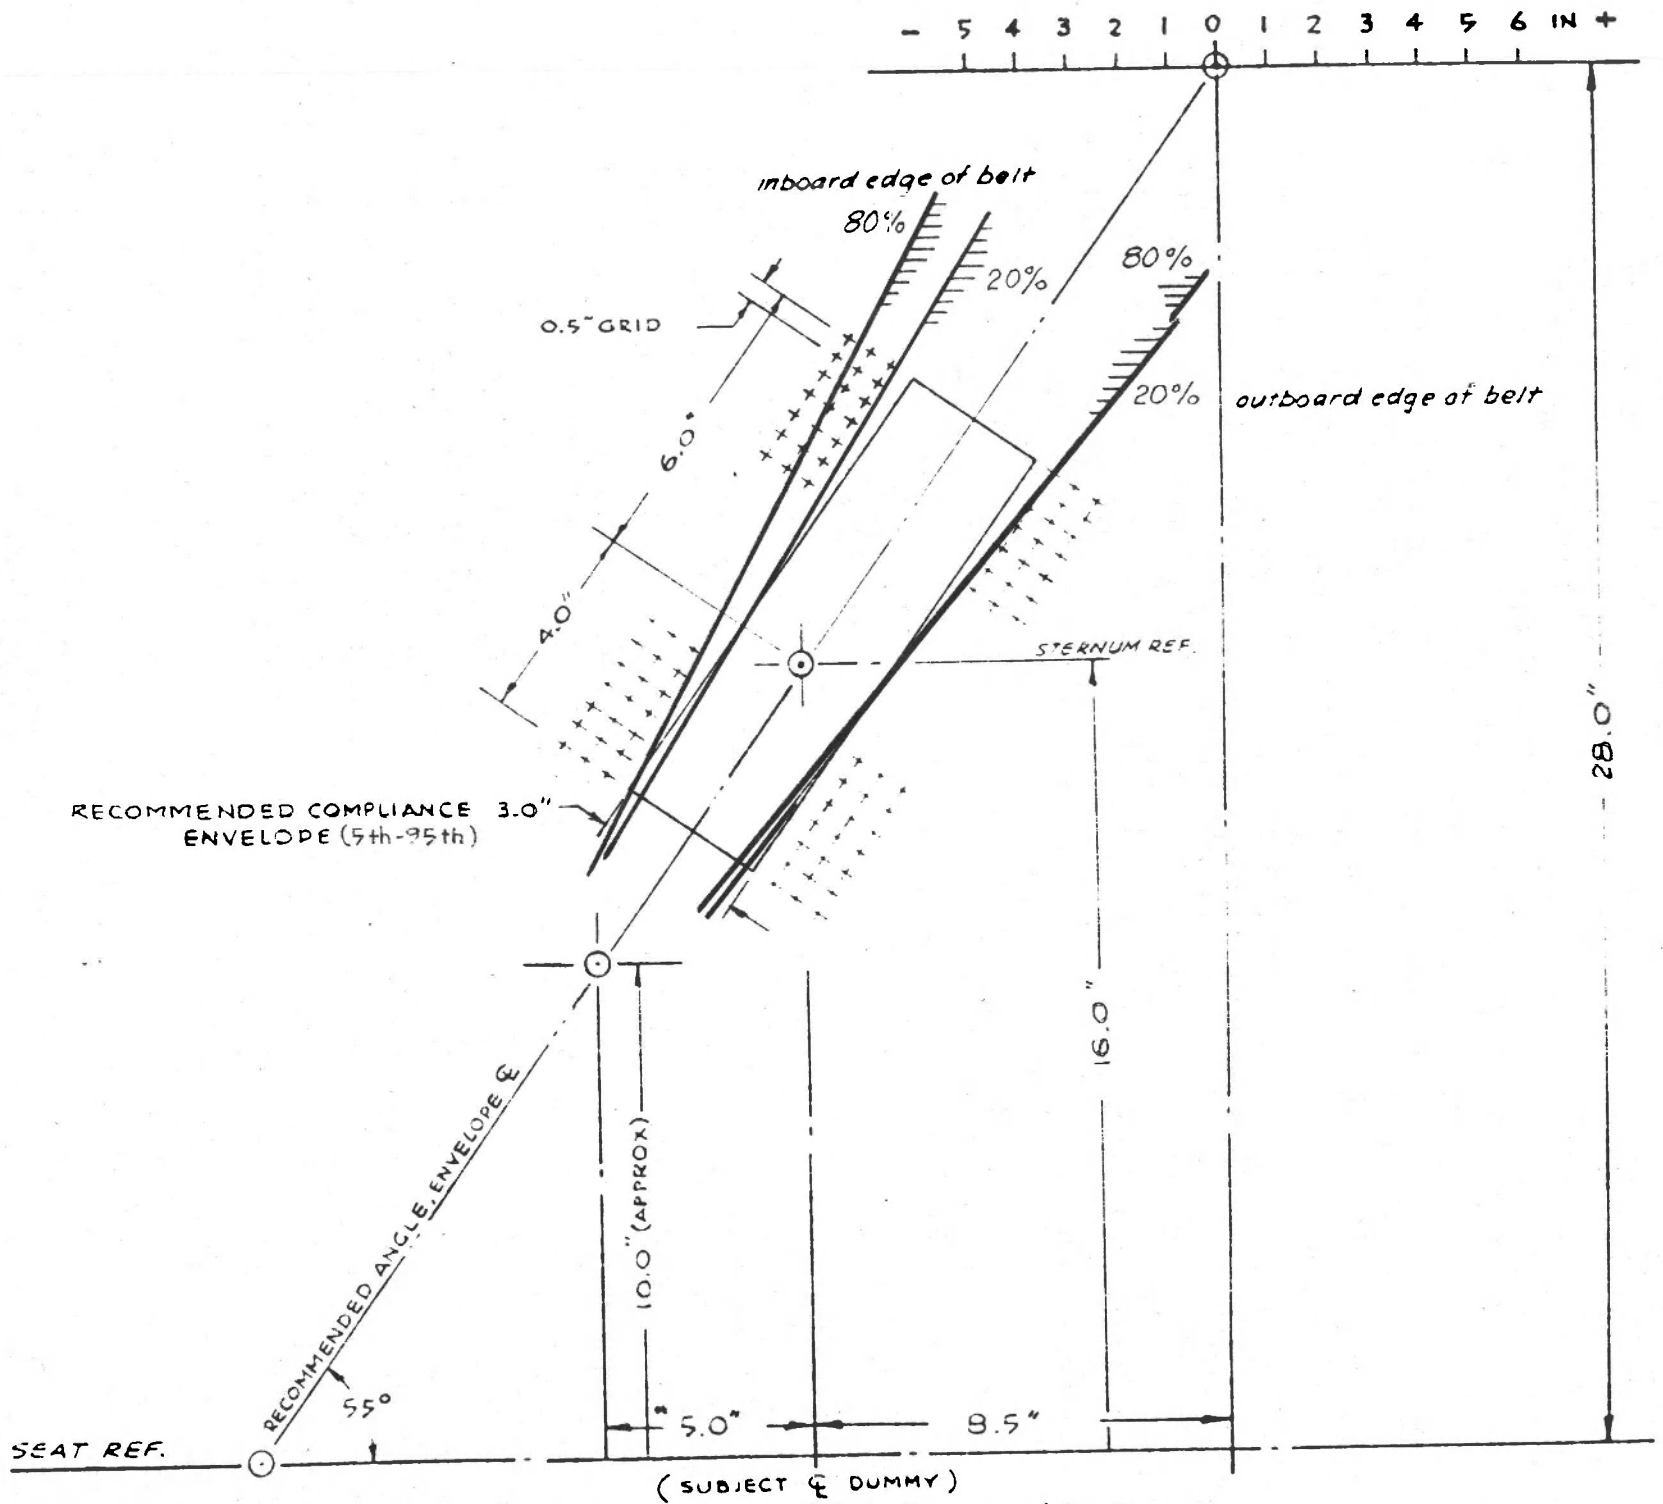 - 5 4 3 2 1 0 1 2 3 4 5 6 IN +
inboard edge of belt
80%
20%
80%
0.5" GRID
20% outboard edge of belt
6.0"
4.0"
STERNUM REF.
28.0"
RECOMMENDED COMPLIANCE 3.0"
ENVELOPE (5th-95th)
16.0"
10.0" (APPROX)
RECOMMENDED ANGLE, ENVELOPE ℄
55°
5.0"
8.5"
SEAT REF.
(SUBJECT ℄ DUMMY)